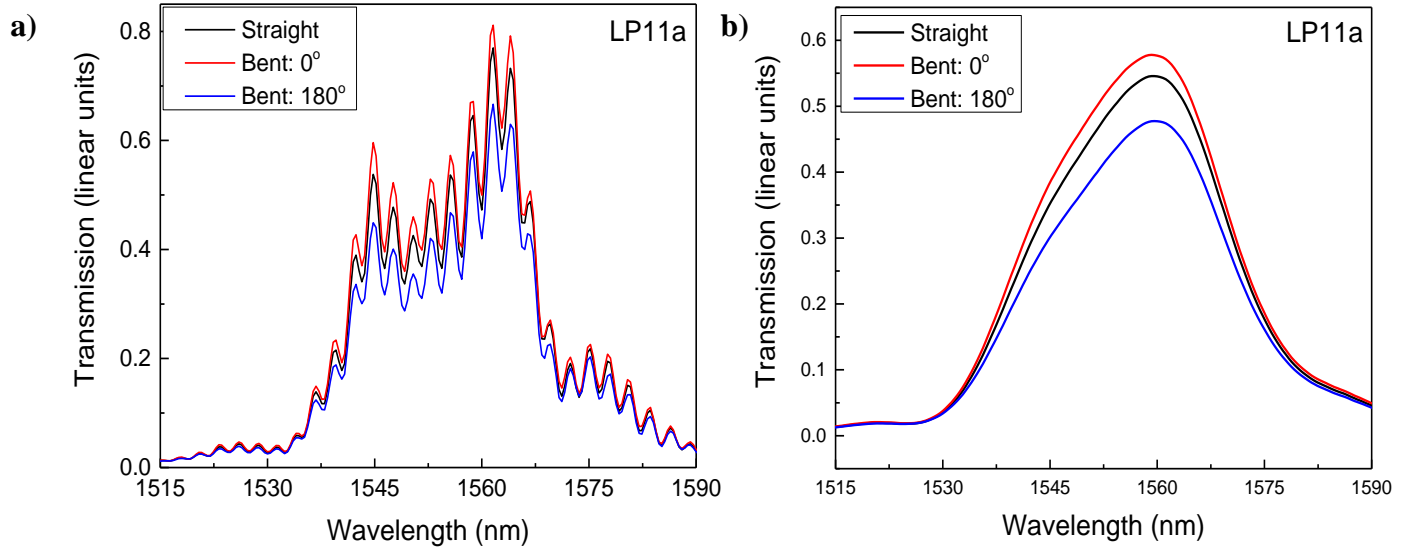 a)
Straight
Bent: 0°
Bent: 180°
LP11a
Transmission (linear units)
0.8
0.6
0.4
0.2
0.0
1515 1530 1545 1560 1575 1590
Wavelength (nm)
b)
Straight
Bent: 0°
Bent: 180°
LP11a
Transmission (linear units)
0.6
0.5
0.4
0.3
0.2
0.1
0.0
1515 1530 1545 1560 1575 1590
Wavelength (nm)